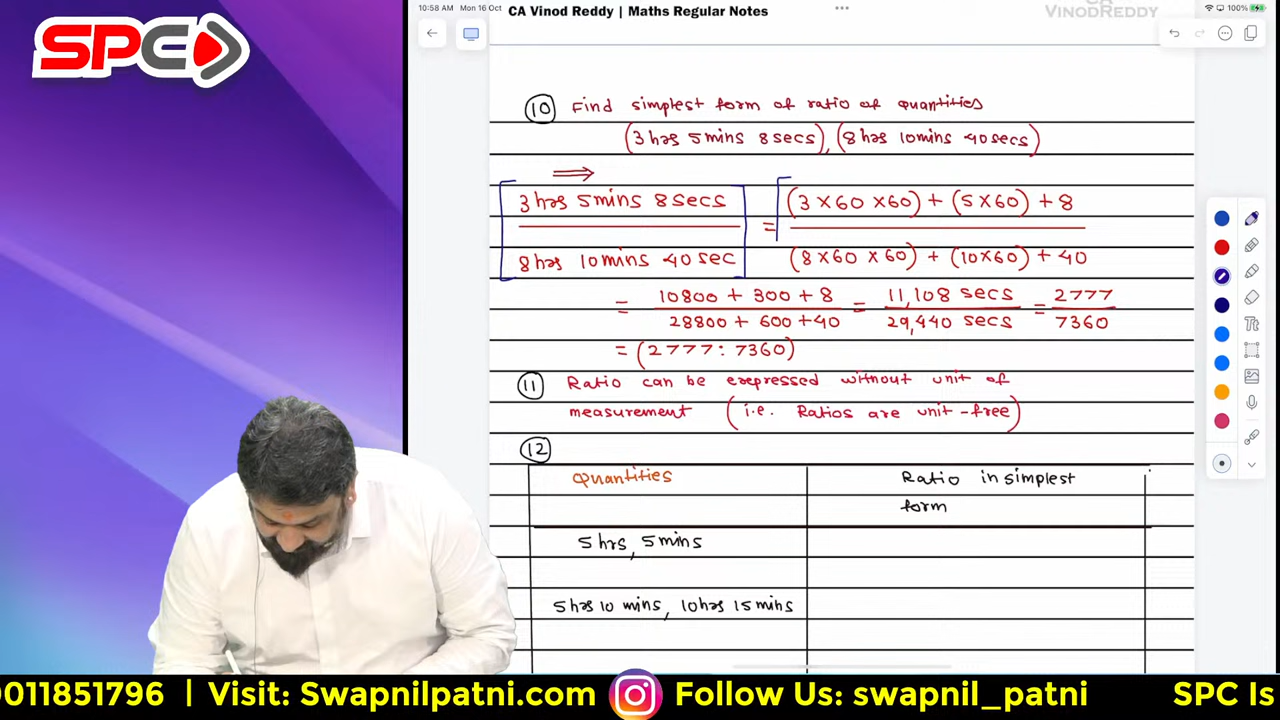 10:58 AM Mon 16 Oct
CA Vinod Reddy | Maths Regular Notes
100%
VINODREDDY
SPC
10 Find simplest form of ratio of quantities
(3 hrs 5 mins 8 secs), (8 hrs 10 mins 40 secs)
⇒
[3 hrs 5 mins 8 secs / 8 hrs 10 mins 40 sec] = [(3 × 60 × 60) + (5 × 60) + 8 / (8 × 60 × 60) + (10 × 60) + 40
= 10800 + 300 + 8 / 28800 + 600 + 40 = 11,108 secs / 29,440 secs = 2777 / 7360
= (2777 : 7360)
11 Ratio can be expressed without unit of
measurement (i.e. Ratios are unit-free)
12
Quantities Ratio in simplest
form
5 hrs, 5 mins
5 hrs 10 mins, 10 hrs 15 mins
0011851796 | Visit: Swapnilpatni.com Follow Us: swapnil_patni SPC Is